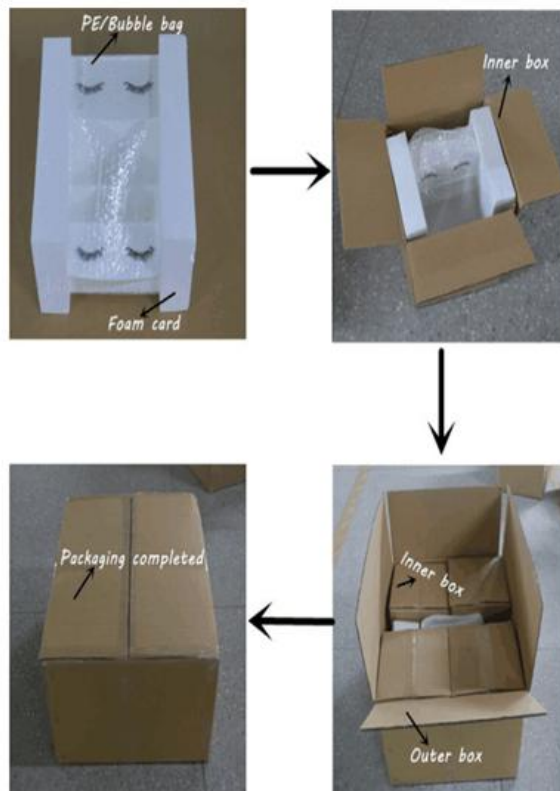 PE/Bubble bag
Foam card
Inner box
Inner box
Outer box
Packaging completed